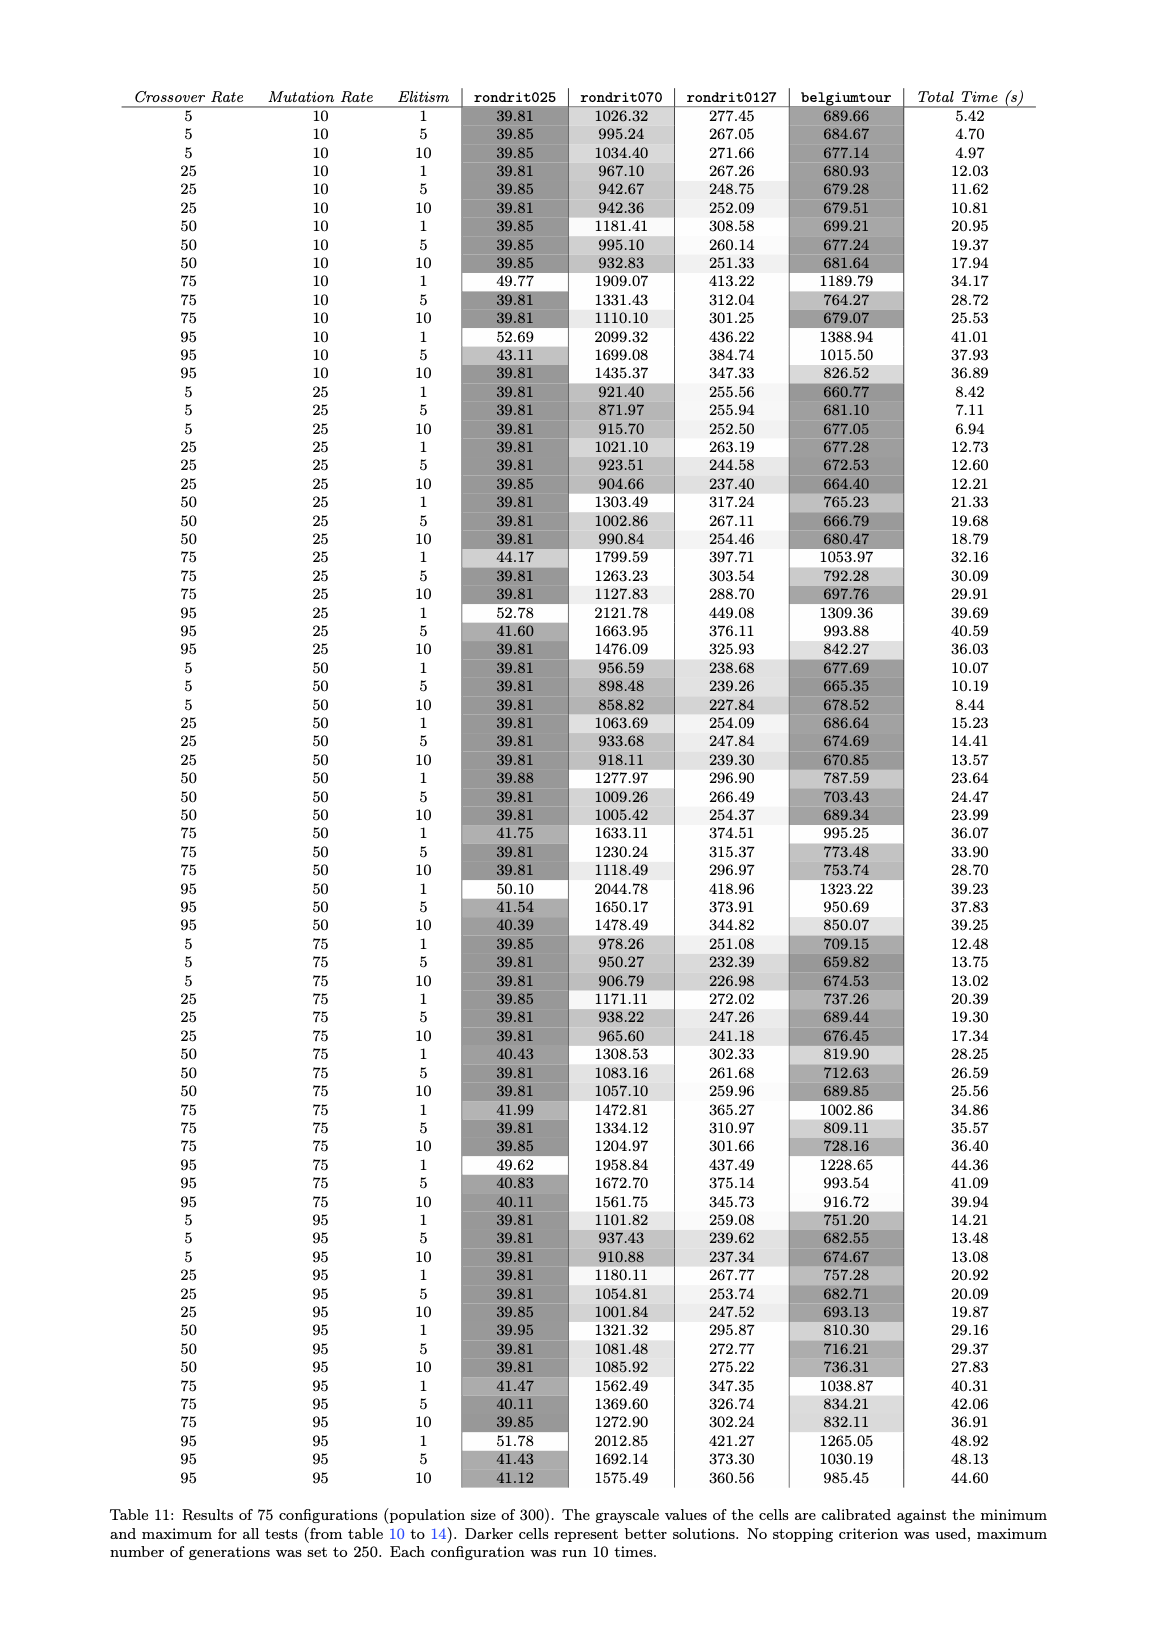 Crossover Rate Mutation Rate Elitism rondrit025 rondrit070 rondrit0127 belgiumtour Total Time (s)
5 10 1 39.81 1026.32 277.45 689.66 5.42
5 10 5 39.85 995.24 267.05 684.67 4.70
5 10 10 39.85 1034.40 271.66 677.14 4.97
25 10 1 39.81 967.10 267.26 680.93 12.03
25 10 5 39.85 942.67 248.75 679.28 11.62
25 10 10 39.81 942.36 252.09 679.51 10.81
50 10 1 39.85 1181.41 308.58 699.21 20.95
50 10 5 39.85 995.10 260.14 677.24 19.37
50 10 10 39.85 932.83 251.33 681.64 17.94
75 10 1 49.77 1909.07 413.22 1189.79 34.17
75 10 5 39.81 1331.43 312.04 764.27 28.72
75 10 10 39.81 1110.10 301.25 679.07 25.53
95 10 1 52.69 2099.32 436.22 1388.94 41.01
95 10 5 43.11 1699.08 384.74 1015.50 37.93
95 10 10 39.81 1435.37 347.33 826.52 36.89
5 25 1 39.81 921.40 255.56 660.77 8.42
5 25 5 39.81 871.97 255.94 681.10 7.11
5 25 10 39.81 915.70 252.50 677.05 6.94
25 25 1 39.81 1021.10 263.19 677.28 12.73
25 25 5 39.81 923.51 244.58 672.53 12.60
25 25 10 39.85 904.66 237.40 664.40 12.21
50 25 1 39.81 1303.49 317.24 765.23 21.33
50 25 5 39.81 1002.86 267.11 666.79 19.68
50 25 10 39.81 990.84 254.46 680.47 18.79
75 25 1 44.17 1799.59 397.71 1053.97 32.16
75 25 5 39.81 1263.23 303.54 792.28 30.09
75 25 10 39.81 1127.83 288.70 697.76 29.91
95 25 1 52.78 2121.78 449.08 1309.36 39.69
95 25 5 41.60 1663.95 376.11 993.88 40.59
95 25 10 39.81 1476.09 325.93 842.27 36.03
5 50 1 39.81 956.59 238.68 677.69 10.07
5 50 5 39.81 898.48 239.26 665.35 10.19
5 50 10 39.81 858.82 227.84 678.52 8.44
25 50 1 39.81 1063.69 254.09 686.64 15.23
25 50 5 39.81 933.68 247.84 674.69 14.41
25 50 10 39.81 918.11 239.30 670.85 13.57
50 50 1 39.88 1277.97 296.90 787.59 23.64
50 50 5 39.81 1009.26 266.49 703.43 24.47
50 50 10 39.81 1005.42 254.37 689.34 23.99
75 50 1 41.75 1633.11 374.51 995.25 36.07
75 50 5 39.81 1230.24 315.37 773.48 33.90
75 50 10 39.81 1118.49 296.97 753.74 28.70
95 50 1 50.10 2044.78 418.96 1323.22 39.23
95 50 5 41.54 1650.17 373.91 950.69 37.83
95 50 10 40.39 1478.49 344.82 850.07 39.25
5 75 1 39.85 978.26 251.08 709.15 12.48
5 75 5 39.81 950.27 232.39 659.82 13.75
5 75 10 39.81 906.79 226.98 674.53 13.02
25 75 1 39.85 1171.11 272.02 737.26 20.39
25 75 5 39.81 938.22 247.26 689.44 19.30
25 75 10 39.81 965.60 241.18 676.45 17.34
50 75 1 40.43 1308.53 302.33 819.90 28.25
50 75 5 39.81 1083.16 261.68 712.63 26.59
50 75 10 39.81 1057.10 259.96 689.85 25.56
75 75 1 41.99 1472.81 365.27 1002.86 34.86
75 75 5 39.81 1334.12 310.97 809.11 35.57
75 75 10 39.85 1204.97 301.66 728.16 36.40
95 75 1 49.62 1958.84 437.49 1228.65 44.36
95 75 5 40.83 1672.70 375.14 993.54 41.09
95 75 10 40.11 1561.75 345.73 916.72 39.94
5 95 1 39.81 1101.82 259.08 751.20 14.21
5 95 5 39.81 937.43 239.62 682.55 13.48
5 95 10 39.81 910.88 237.34 674.67 13.08
25 95 1 39.81 1180.11 267.77 757.28 20.92
25 95 5 39.81 1054.81 253.74 682.71 20.09
25 95 10 39.85 1001.84 247.52 693.13 19.87
50 95 1 39.95 1321.32 295.87 810.30 29.16
50 95 5 39.81 1081.48 272.77 716.21 29.37
50 95 10 39.81 1085.92 275.22 736.31 27.83
75 95 1 41.47 1562.49 347.35 1038.87 40.31
75 95 5 40.11 1369.60 326.74 834.21 42.06
75 95 10 39.85 1272.90 302.24 832.11 36.91
95 95 1 51.78 2012.85 421.27 1265.05 48.92
95 95 5 41.43 1692.14 373.30 1030.19 48.13
95 95 10 41.12 1575.49 360.56 985.45 44.60
Table 11: Results of 75 configurations (population size of 300). The grayscale values of the cells are calibrated against the minimum
and maximum for all tests (from table 10 to 14). Darker cells represent better solutions. No stopping criterion was used, maximum
number of generations was set to 250. Each configuration was run 10 times.